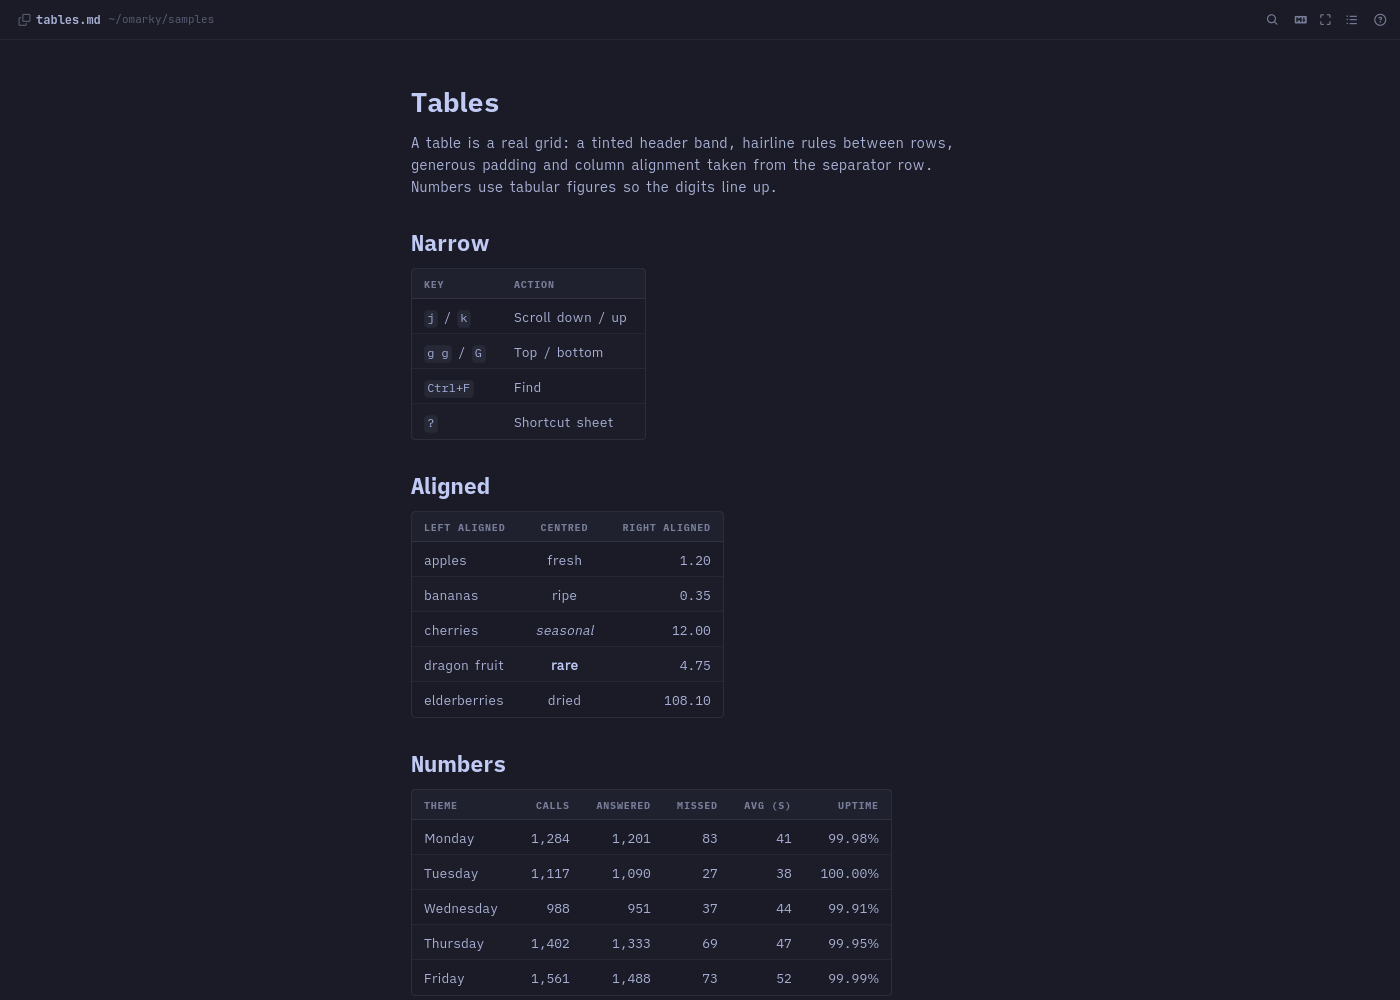 tables.md ~/omarky/samples
Tables
A table is a real grid: a tinted header band, hairline rules between rows,
generous padding and column alignment taken from the separator row.
Numbers use tabular figures so the digits line up.
Narrow
KEY ACTION
j / k Scroll down / up
g g / G Top / bottom
Ctrl+F Find
? Shortcut sheet
Aligned
LEFT ALIGNED CENTRED RIGHT ALIGNED
apples fresh 1.20
bananas ripe 0.35
cherries seasonal 12.00
dragon fruit rare 4.75
elderberries dried 108.10
Numbers
THEME CALLS ANSWERED MISSED AVG (S) UPTIME
Monday 1,284 1,201 83 41 99.98%
Tuesday 1,117 1,090 27 38 100.00%
Wednesday 988 951 37 44 99.91%
Thursday 1,402 1,333 69 47 99.95%
Friday 1,561 1,488 73 52 99.99%